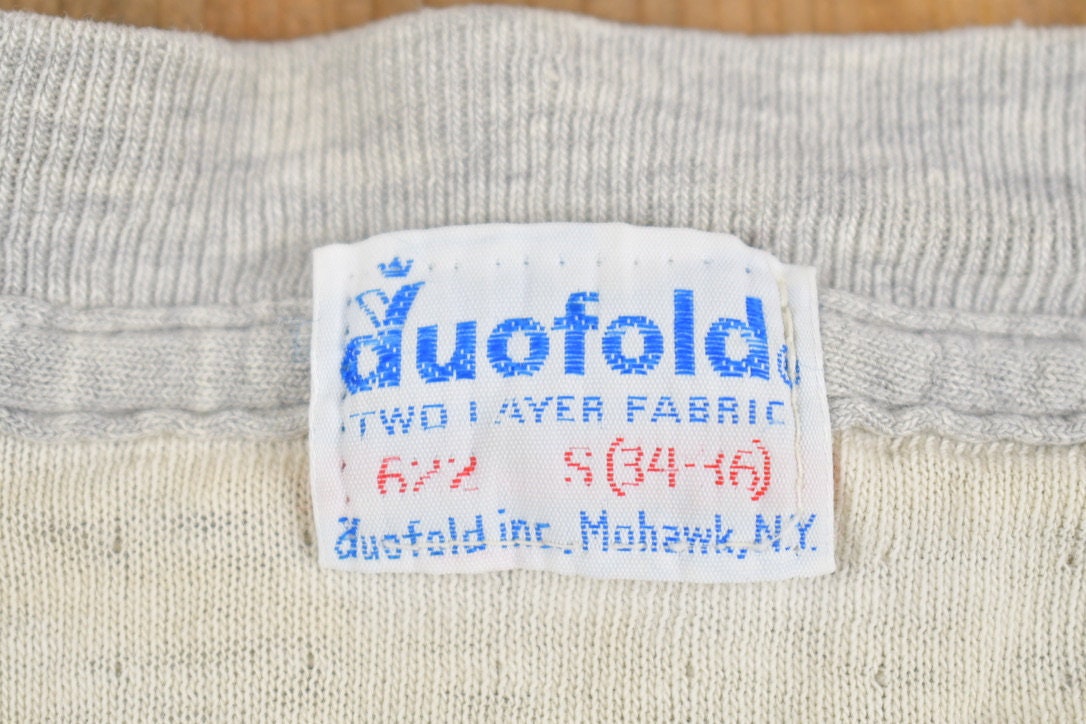 duofold
TWO LAYER FABRIC
622 S(34-36)
duofold inc. Mohawk, N.Y.